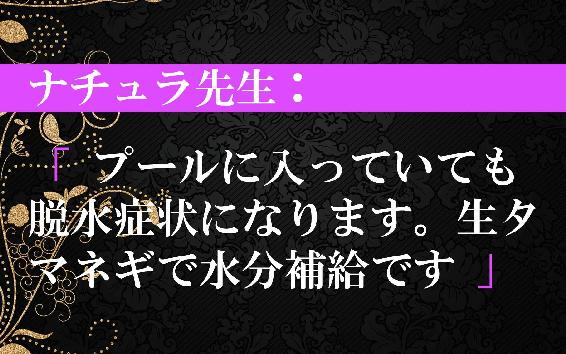 ナチュラ先生：
「 プールに入っていても
脱水症状になります。生タ
マネギで水分補給です 」